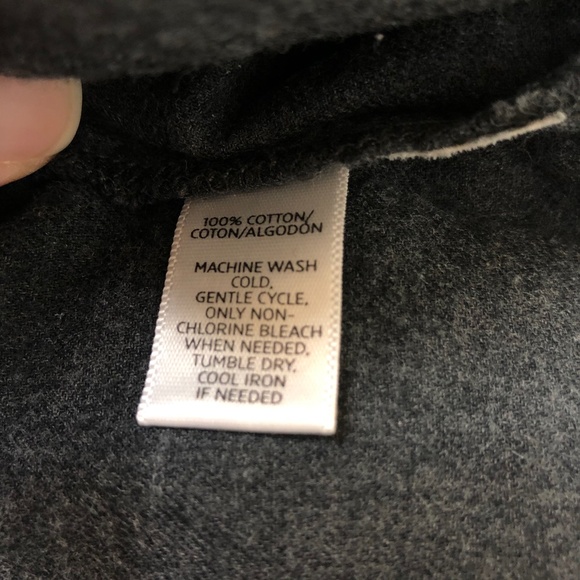 100% COTTON/
COTON/ALGODÓN
MACHINE WASH
COLD,
GENTLE CYCLE,
ONLY NON-
CHLORINE BLEACH
WHEN NEEDED,
TUMBLE DRY,
COOL IRON
IF NEEDED